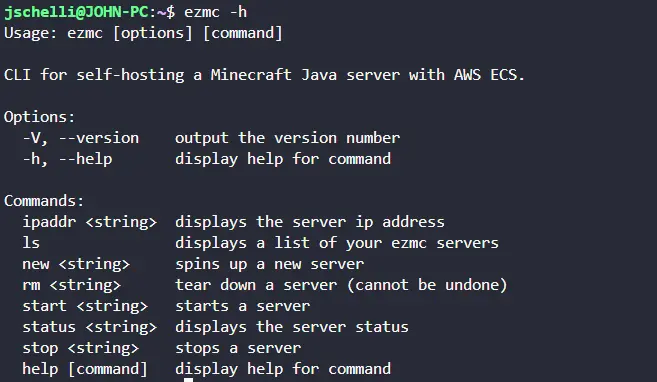 jschelli@JOHN-PC:~$ ezmc -h
Usage: ezmc [options] [command]

CLI for self-hosting a Minecraft Java server with AWS ECS.

Options:
  -V, --version    output the version number
  -h, --help       display help for command

Commands:
  ipaddr <string>  displays the server ip address
  ls               displays a list of your ezmc servers
  new <string>     spins up a new server
  rm <string>      tear down a server (cannot be undone)
  start <string>   starts a server
  status <string>  displays the server status
  stop <string>    stops a server
  help [command]   display help for command